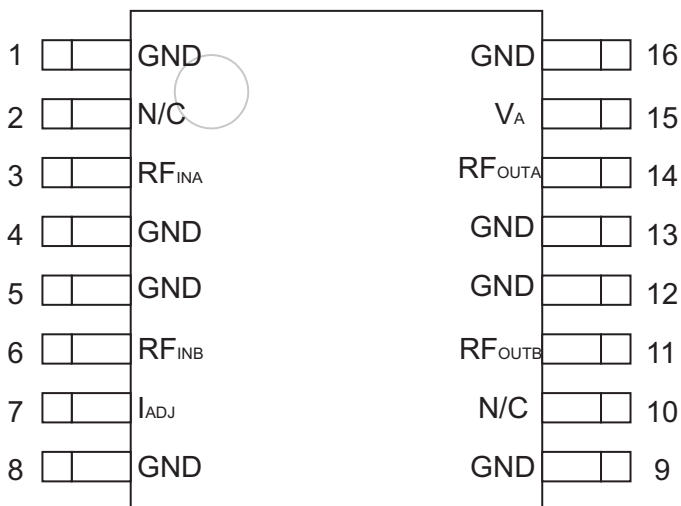 1 GND GND 16
2 N/C VA 15
3 RFINA RFOUTA 14
4 GND GND 13
5 GND GND 12
6 RFINB RFOUTB 11
7 IADJ N/C 10
8 GND GND 9